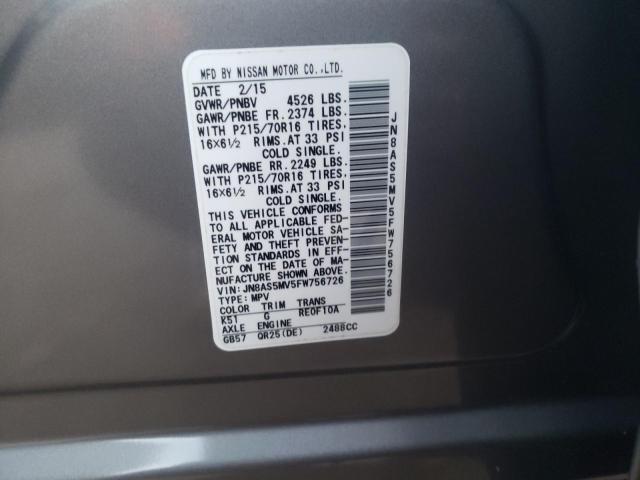 MFD BY NISSAN MOTOR CO.,LTD.
DATE 2/15
GVWR/PNBV 4526 LBS.
GAWR/PNBE FR. 2374 LBS.
WITH P215/70R16 TIRES,
16X6½ RIMS.AT 33 PSI
COLD SINGLE.
GAWR/PNBE RR. 2249 LBS.
WITH P215/70R16 TIRES,
16X6½ RIMS.AT 33 PSI
COLD SINGLE.
THIS VEHICLE CONFORMS
TO ALL APPLICABLE FED-
ERAL MOTOR VEHICLE SA-
FETY AND THEFT PREVEN-
TION STANDARDS IN EFF-
ECT ON THE DATE OF MA-
NUFACTURE SHOWN ABOVE.
VIN: JN8AS5MV5FW756726
TYPE: MPV
COLOR TRIM TRANS
K51 G RE0F10A
AXLE ENGINE
GB57 QR25(DE) 2488CC
JN8AS5MV5FW756726